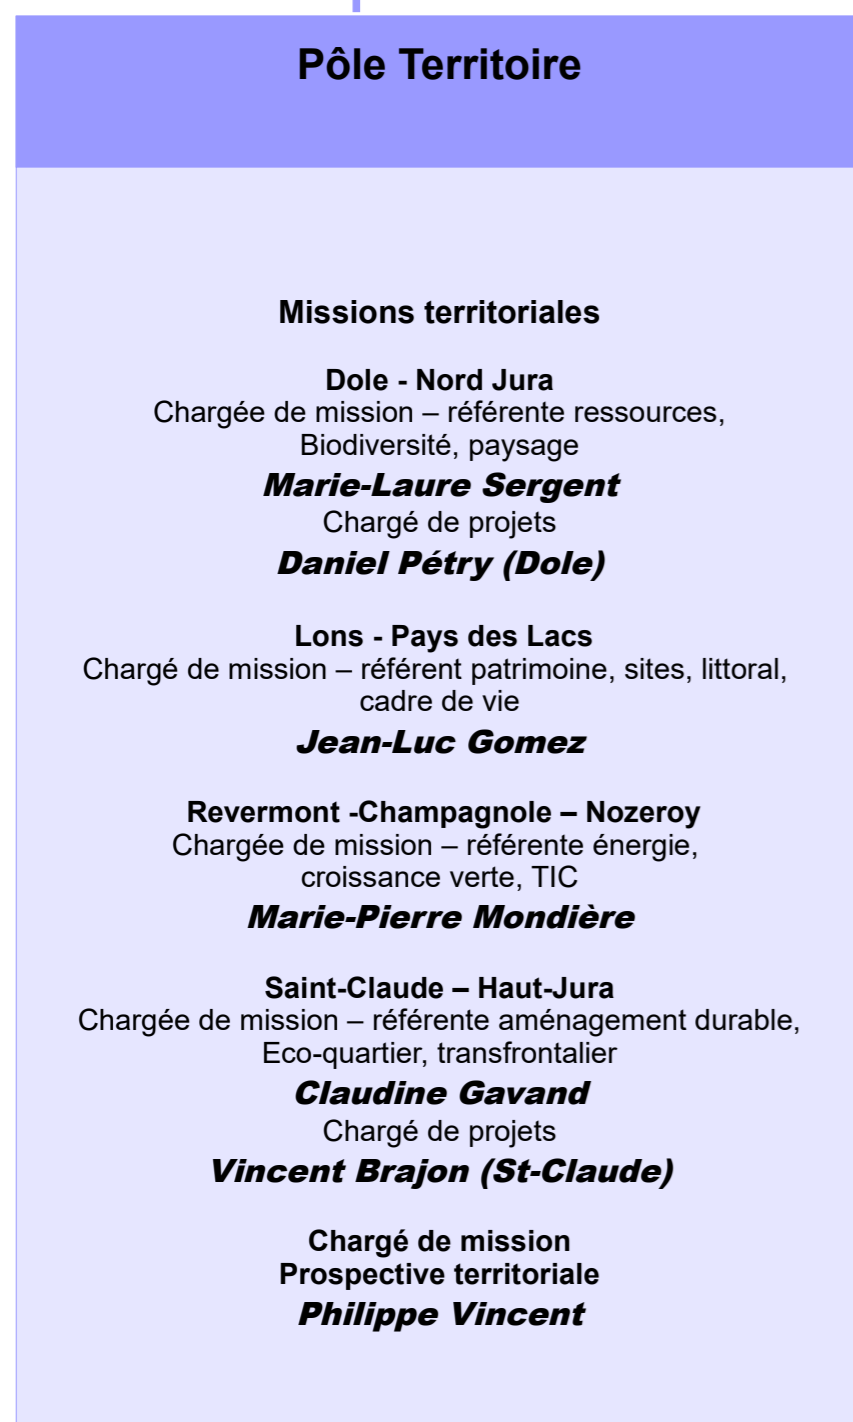 Pôle Territoire
Missions territoriales
Dole - Nord Jura
Chargée de mission – référente ressources,
Biodiversité, paysage
Marie-Laure Sergent
Chargé de projets
Daniel Pétry (Dole)
Lons - Pays des Lacs
Chargé de mission – référent patrimoine, sites, littoral,
cadre de vie
Jean-Luc Gomez
Revermont -Champagnole – Nozeroy
Chargée de mission – référente énergie,
croissance verte, TIC
Marie-Pierre Mondière
Saint-Claude – Haut-Jura
Chargée de mission – référente aménagement durable,
Eco-quartier, transfrontalier
Claudine Gavand
Chargé de projets
Vincent Brajon (St-Claude)
Chargé de mission
Prospective territoriale
Philippe Vincent